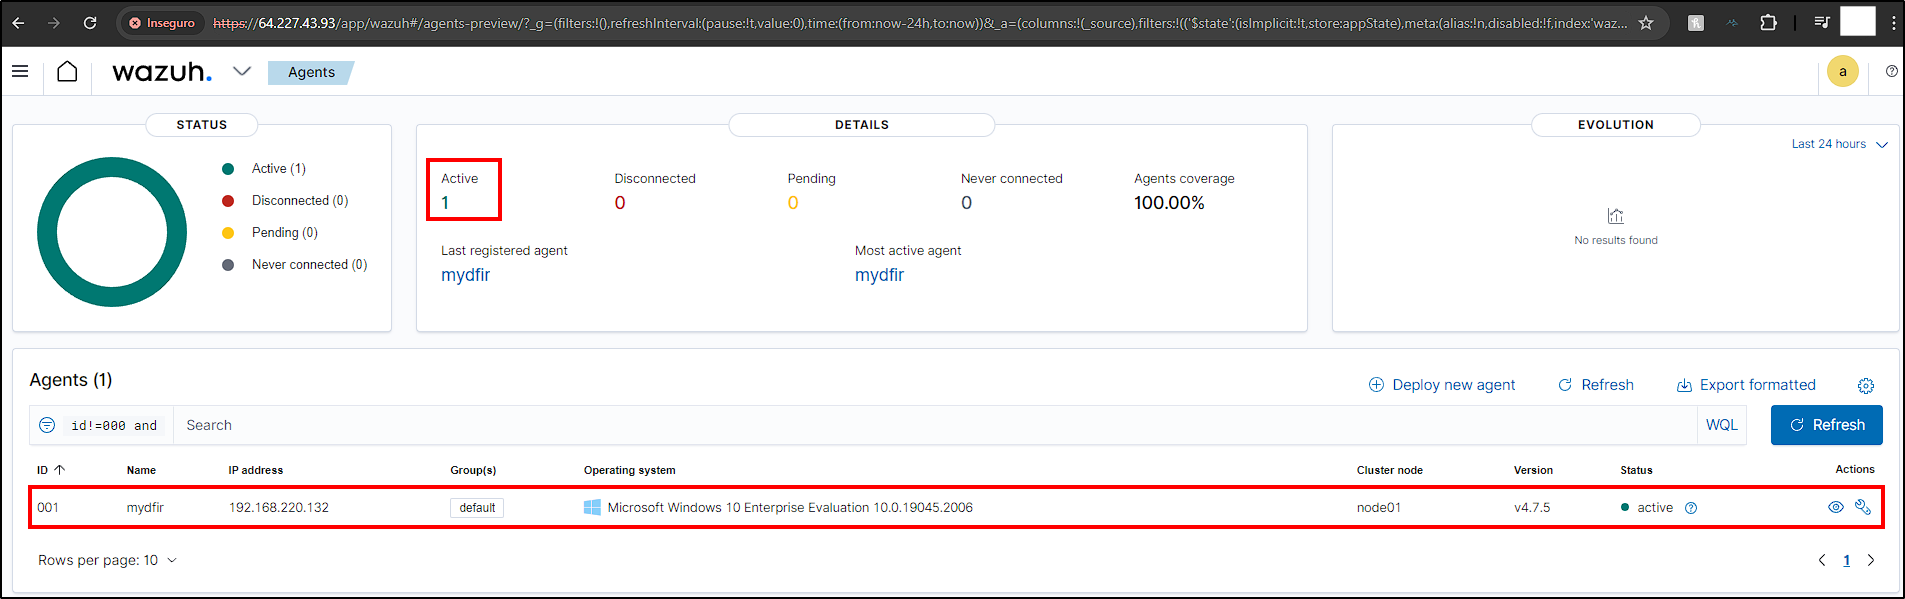 Inseguro https://64.227.43.93/app/wazuh#/agents-preview/?_g=(filters:!(),refreshInterval:(pause:!t,value:0),time:(from:now-24h,to:now))&_a=(columns:!(_source),filters:!(('$state':(isImplicit:!t,store:appState),meta:(alias:!n,disabled:!f,index:'waz...
wazuh. Agents a
STATUS
Active (1)
Disconnected (0)
Pending (0)
Never connected (0)
DETAILS
Active Disconnected Pending Never connected Agents coverage
1 0 0 0 100.00%
Last registered agent Most active agent
mydfir mydfir
EVOLUTION
Last 24 hours
No results found
Agents (1)
Deploy new agent Refresh Export formatted
id!=000 and Search WQL Refresh
ID Name IP address Group(s) Operating system Cluster node Version Status Actions
001 mydfir 192.168.220.132 default Microsoft Windows 10 Enterprise Evaluation 10.0.19045.2006 node01 v4.7.5 active
Rows per page: 10 1